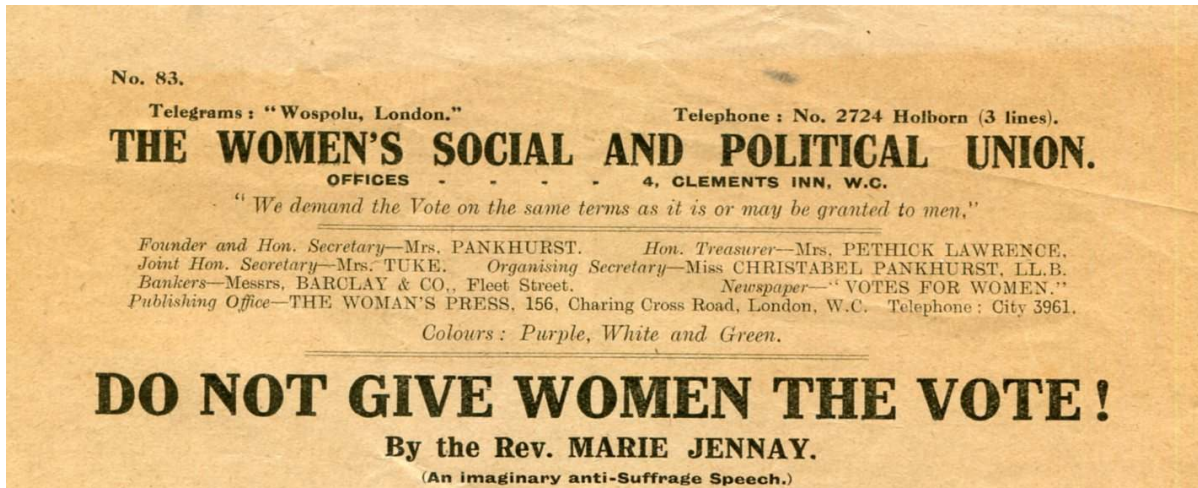 No. 83.
Telegrams : "Wospolu, London." Telephone : No. 2724 Holborn (3 lines).
THE WOMEN'S SOCIAL AND POLITICAL UNION.
OFFICES - - - - 4, CLEMENTS INN, W.C.
"We demand the Vote on the same terms as it is or may be granted to men,"
Founder and Hon. Secretary—Mrs. PANKHURST. Hon. Treasurer—Mrs, PETHICK LAWRENCE,
Joint Hon. Secretary—Mrs. TUKE. Organising Secretary—Miss CHRISTABEL PANKHURST, LL.B.
Bankers—Messrs, BARCLAY & CO., Fleet Street. Newspaper—"VOTES FOR WOMEN."
Publishing Office—THE WOMAN'S PRESS, 156, Charing Cross Road, London, W.C. Telephone : City 3961.
Colours : Purple, White and Green.
DO NOT GIVE WOMEN THE VOTE !
By the Rev. MARIE JENNAY.
(An imaginary anti-Suffrage Speech.)